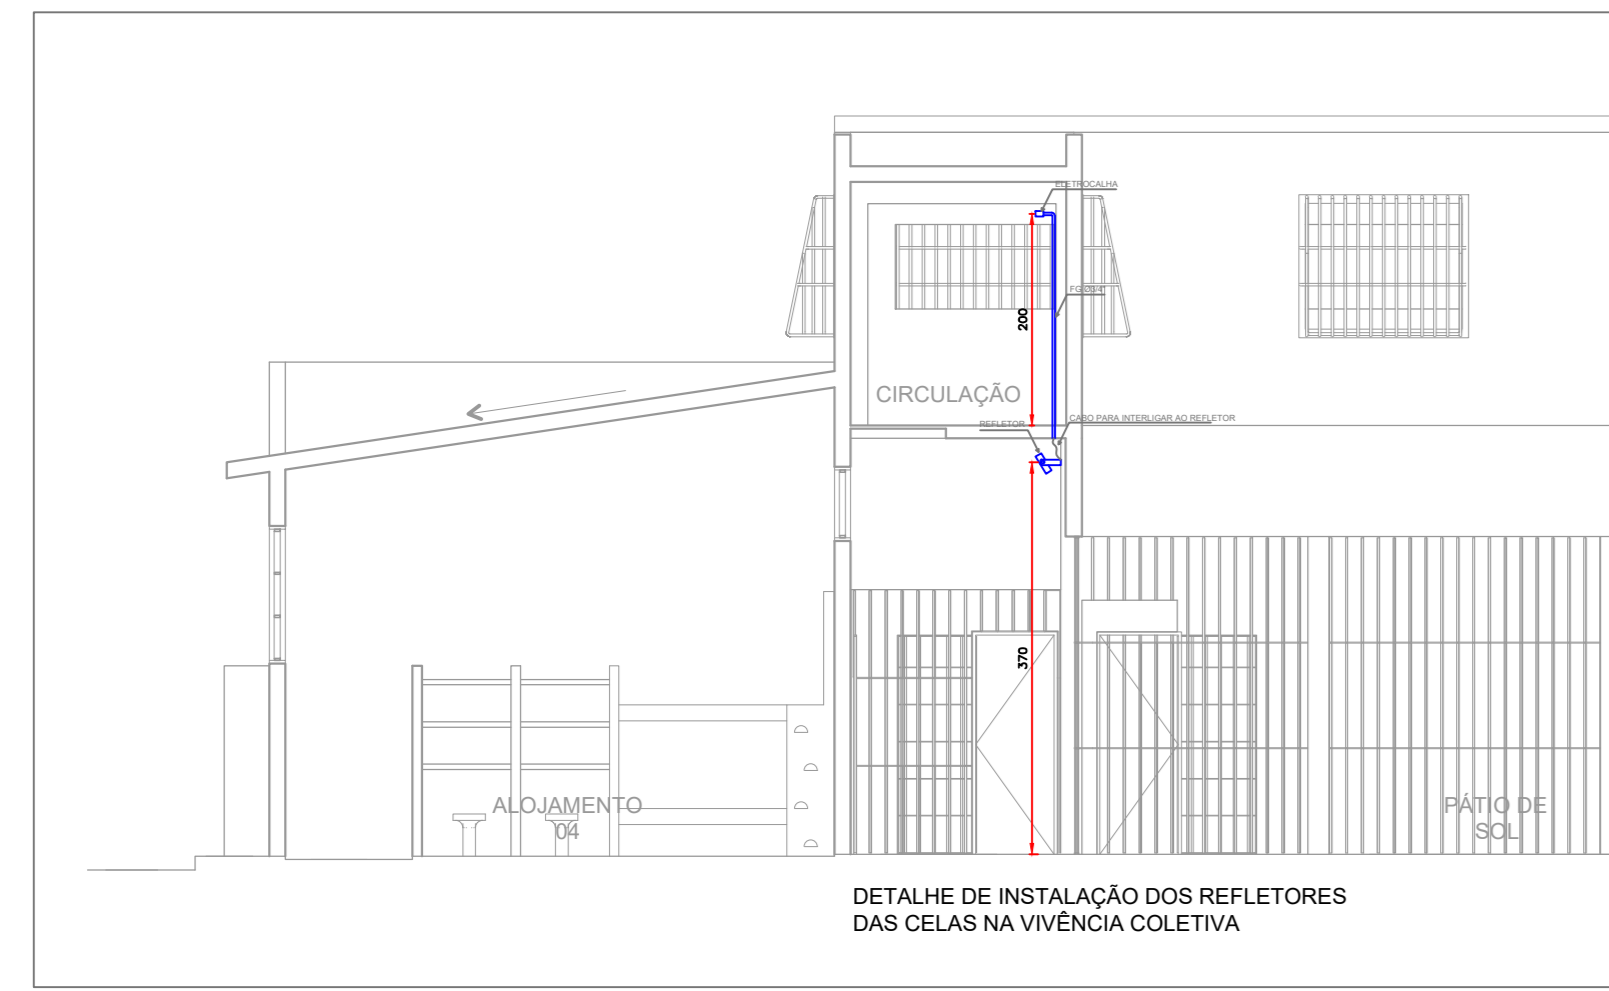 ELETROCALHA
FG Ø3/4"
200
CIRCULAÇÃO
CABO PARA INTERLIGAR AO REFLETOR
REFLETOR
370
ALOJAMENTO
04
PÁTIO DE
SOL
DETALHE DE INSTALAÇÃO DOS REFLETORES
DAS CELAS NA VIVÊNCIA COLETIVA